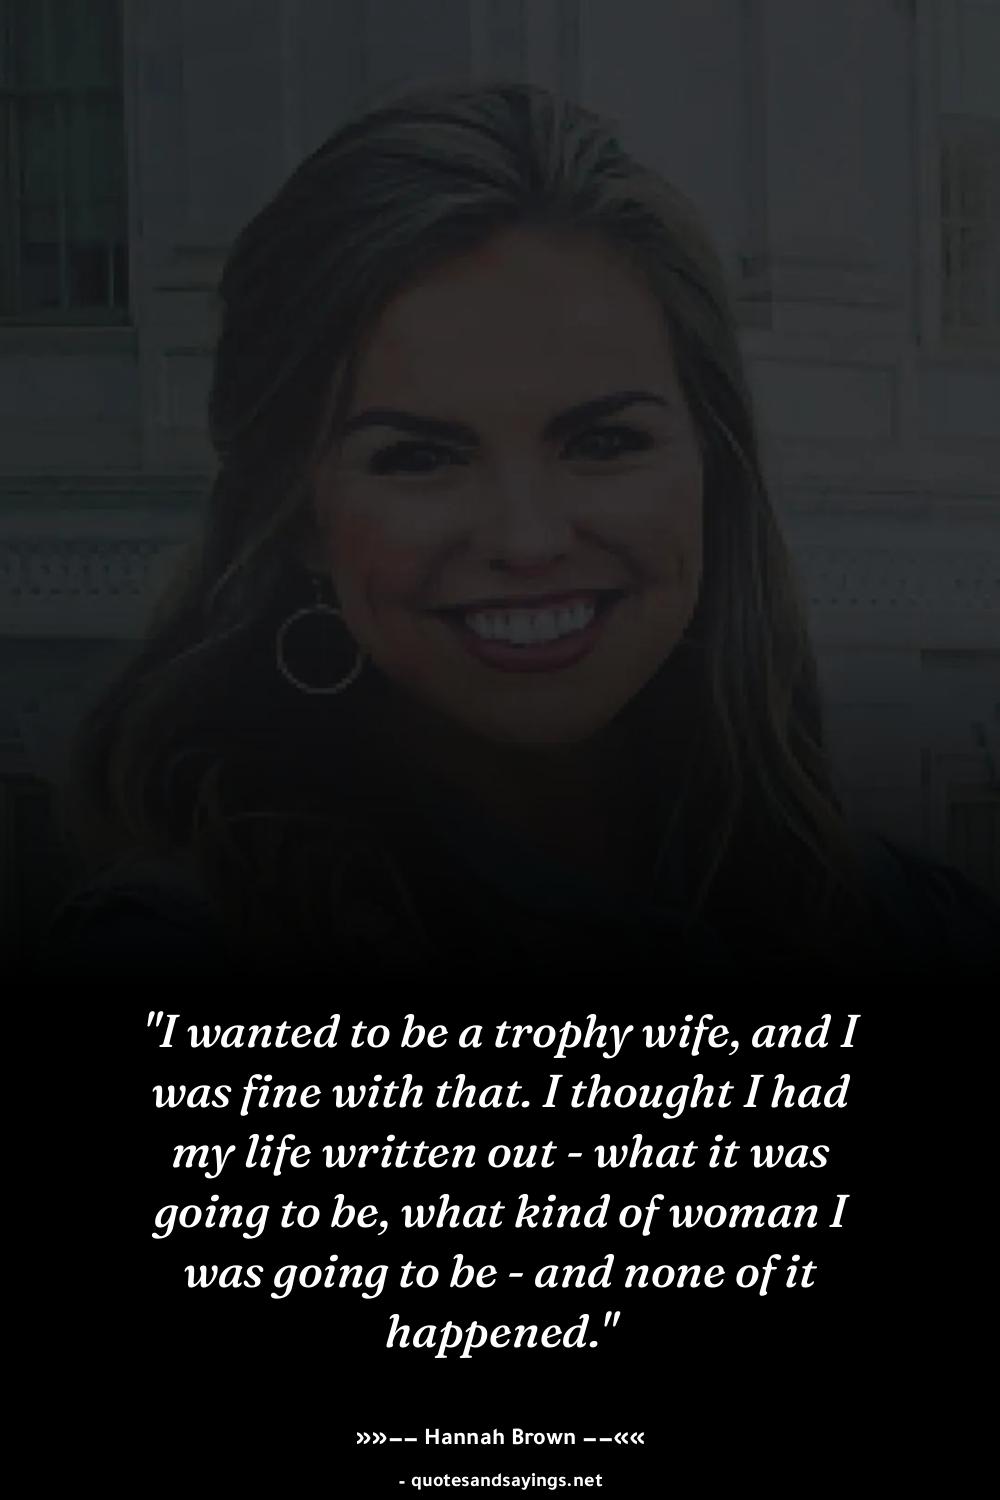 "I wanted to be a trophy wife, and I
was fine with that. I thought I had
my life written out - what it was
going to be, what kind of woman I
was going to be - and none of it
happened."
»»−− Hannah Brown −−««
- quotesandsayings.net